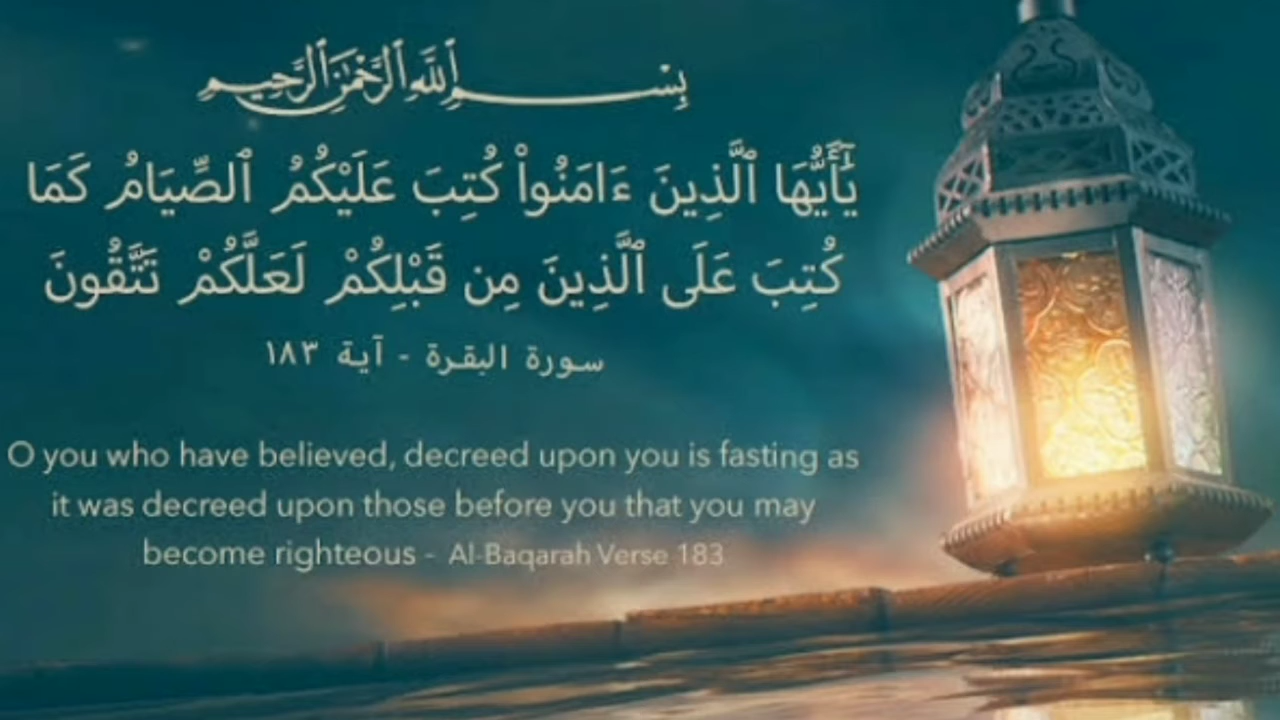 بِسْمِ ٱللَّهِ ٱلرَّحْمَٰنِ ٱلرَّحِيمِ
يَٰٓأَيُّهَا ٱلَّذِينَ ءَامَنُوا۟ كُتِبَ عَلَيْكُمُ ٱلصِّيَامُ كَمَا
كُتِبَ عَلَى ٱلَّذِينَ مِن قَبْلِكُمْ لَعَلَّكُمْ تَتَّقُونَ
سورة البقرة - آية ١٨٣
O you who have believed, decreed upon you is fasting as
it was decreed upon those before you that you may
become righteous - Al-Baqarah Verse 183